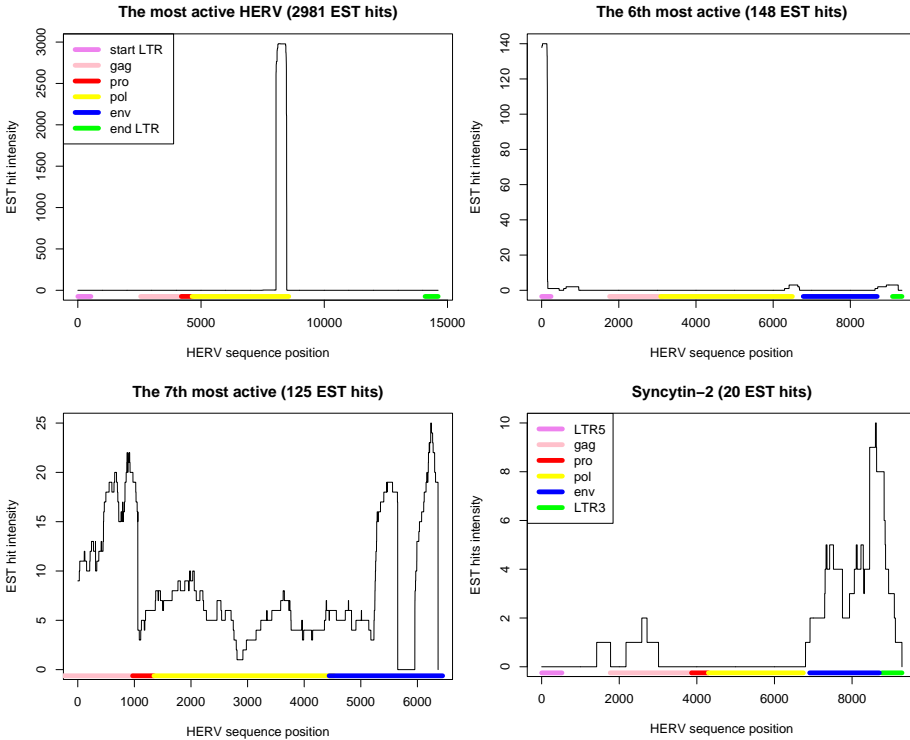 The most active HERV (2981 EST hits)
EST hit intensity
3000
2500
2000
1500
1000
500
0
start LTR
gag
pro
pol
env
end LTR
0 5000 10000 15000
HERV sequence position
The 6th most active (148 EST hits)
EST hit intensity
140
120
100
80
60
40
20
0
0 2000 4000 6000 8000
HERV sequence position
The 7th most active (125 EST hits)
EST hit intensity
25
20
15
10
5
0
0 1000 2000 3000 4000 5000 6000
HERV sequence position
Syncytin−2 (20 EST hits)
EST hits intensity
10
8
6
4
2
0
LTR5
gag
pro
pol
env
LTR3
0 2000 4000 6000 8000
HERV sequence position